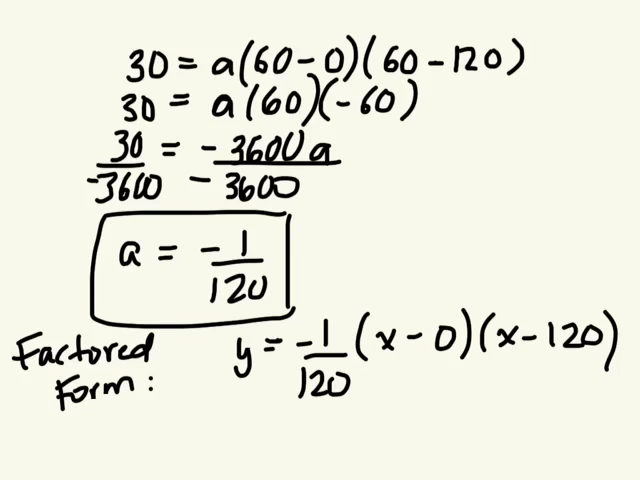 30 = a(60 - 0)(60 - 120)
30 = a(60)(-60)
30 = -3600a
-3600 -3600
a = -1/120
Factored Form: y = -1/120 (x - 0)(x - 120)